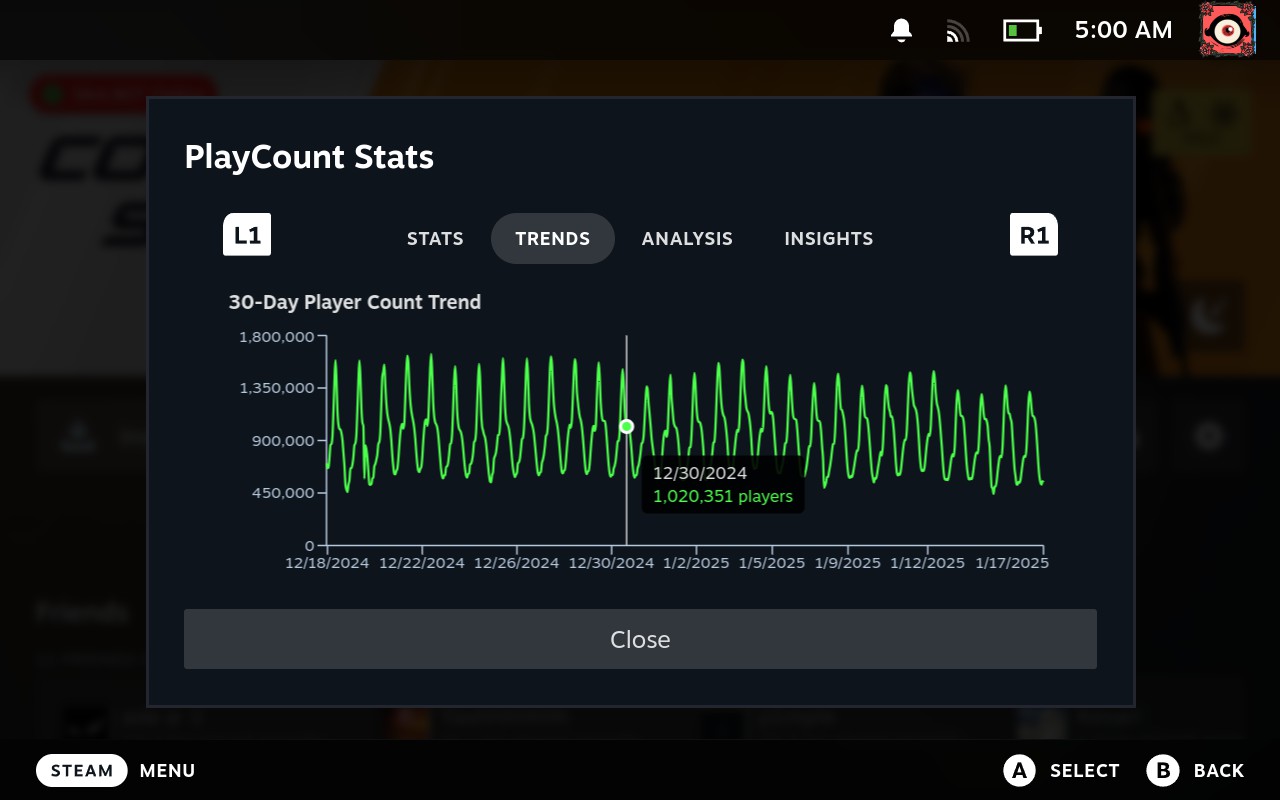 5:00 AM
PlayCount Stats
L1
STATS
TRENDS
ANALYSIS
INSIGHTS
R1
30-Day Player Count Trend
1,800,000
1,350,000
900,000
450,000
0
12/30/2024
1,020,351 players
12/18/2024 12/22/2024 12/26/2024 12/30/2024 1/2/2025 1/5/2025 1/9/2025 1/12/2025 1/17/2025
Close
STEAM MENU
A SELECT B BACK